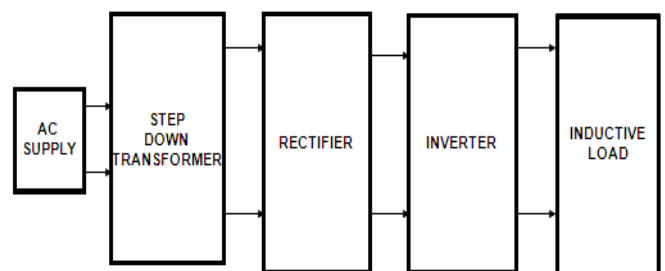 AC
SUPPLY
STEP
DOWN
TRANSFORMER
RECTIFIER
INVERTER
INDUCTIVE
LOAD